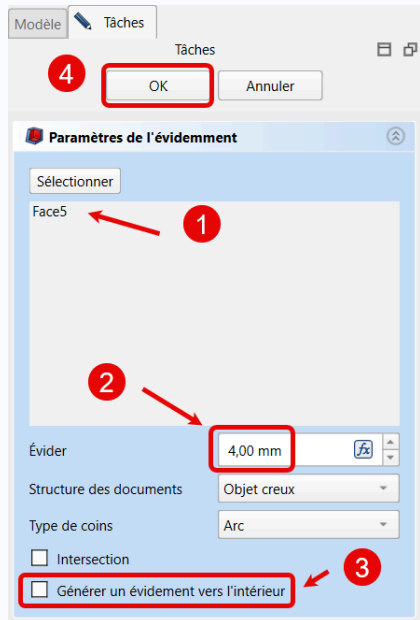 Modèle
Tâches
Tâches
4
OK
Annuler
Paramètres de l'évidemment
Sélectionner
Face5
1
2
Évider
4,00 mm
fx
Structure des documents
Objet creux
Type de coins
Arc
Intersection
3
Générer un évidement vers l'intérieur